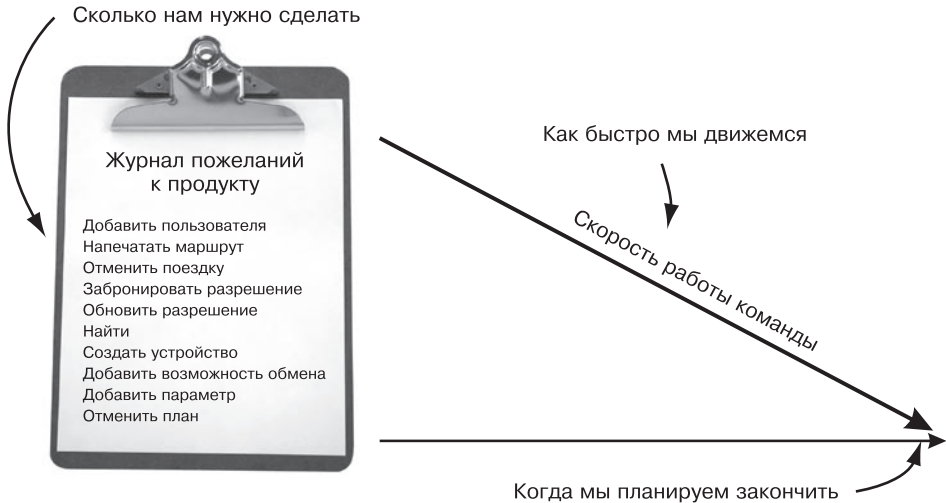 Сколько нам нужно сделать
Журнал пожеланий
к продукту
Добавить пользователя
Напечатать маршрут
Отменить поездку
Забронировать разрешение
Обновить разрешение
Найти
Создать устройство
Добавить возможность обмена
Добавить параметр
Отменить план
Как быстро мы движемся
Скорость работы команды
Когда мы планируем закончить